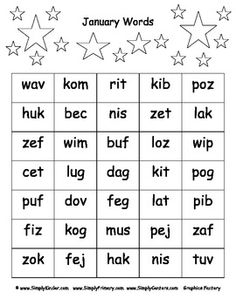 January Words
wav kom rit kib poz
huk bec nis zet lak
zef wim buf loz wip
cet lug dag kit pog
puf dov feg lat pib
fiz kog mus pej zaf
zok fej hak nis tuv
© www.SimplyKinder.com www.SimplyPrimary.com www.SimplyCenters.com Graphics Factory